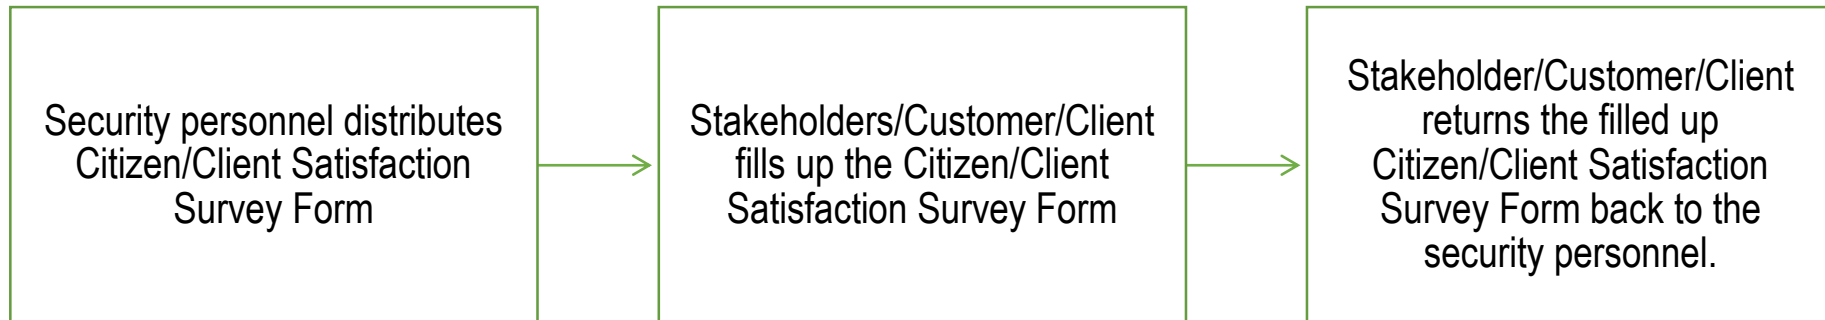 Security personnel distributes
Citizen/Client Satisfaction
Survey Form
Stakeholders/Customer/Client
fills up the Citizen/Client
Satisfaction Survey Form
Stakeholder/Customer/Client
returns the filled up
Citizen/Client Satisfaction
Survey Form back to the
security personnel.